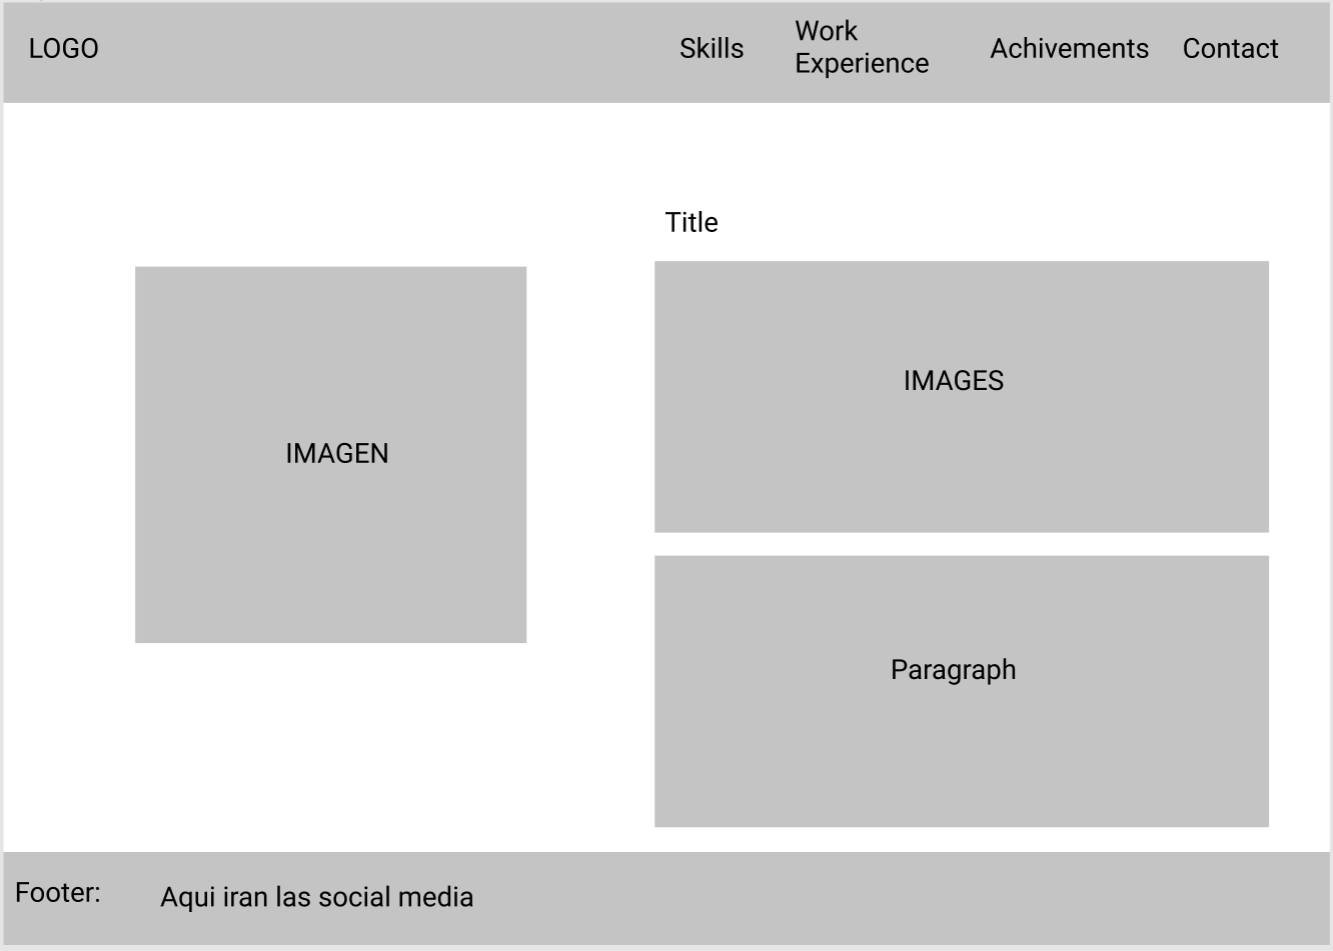 LOGO
Skills
Work
Experience
Achivements
Contact
Title
IMAGEN
IMAGES
Paragraph
Footer:
Aqui iran las social media